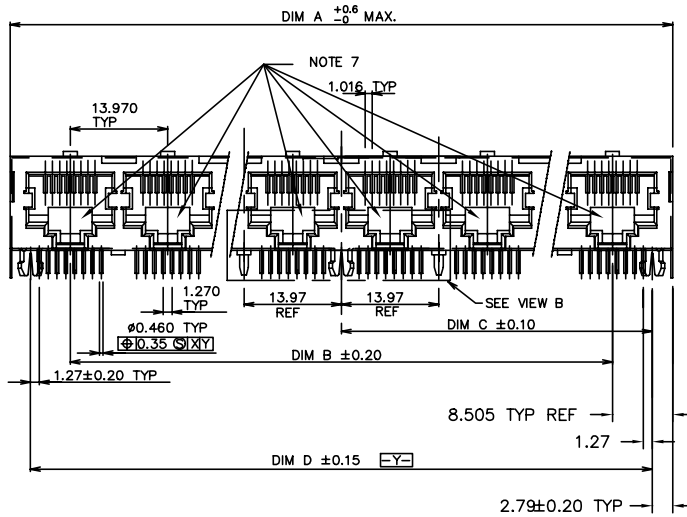 DIM A +0.6 -0 MAX.
NOTE 7
1.016 TYP
13.970
TYP
13.97
REF
13.97
REF
SEE VIEW B
1.270
TYP
ø0.460 TYP
⌖ 0.35 Ⓢ X Y
DIM C ±0.10
DIM B ±0.20
1.27±0.20 TYP
8.505 TYP REF
1.27
DIM D ±0.15 -Y-
2.79±0.20 TYP